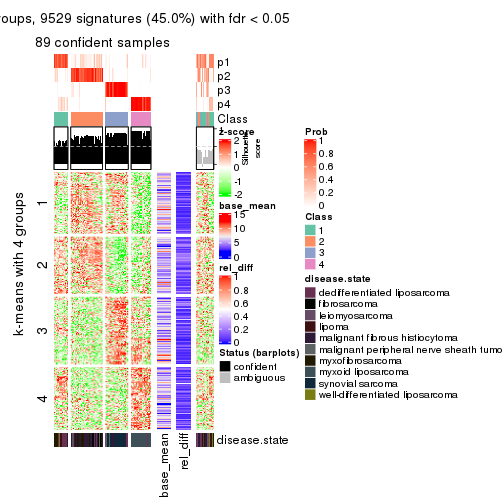 oups, 9529 signatures (45.0%) with fdr < 0.05
89 confident samples
p1
p2
p3
p4
Class
Silhouette
score
1
2
3
4
k-means with 4 groups
disease.state
base_mean
rel_diff
z-score
2
1
0
-1
-2
base_mean
15
10
5
0
rel_diff
1
0.8
0.6
0.4
0.2
0
Status (barplots)
confident
ambiguous
Prob
1
0.8
0.6
0.4
0.2
0
Class
1
2
3
4
disease.state
dedifferentiated liposarcoma
fibrosarcoma
leiomyosarcoma
lipoma
malignant fibrous histiocytoma
malignant peripheral nerve sheath tumo
myxofibrosarcoma
myxoid liposarcoma
synovial sarcoma
well-differentiated liposarcoma